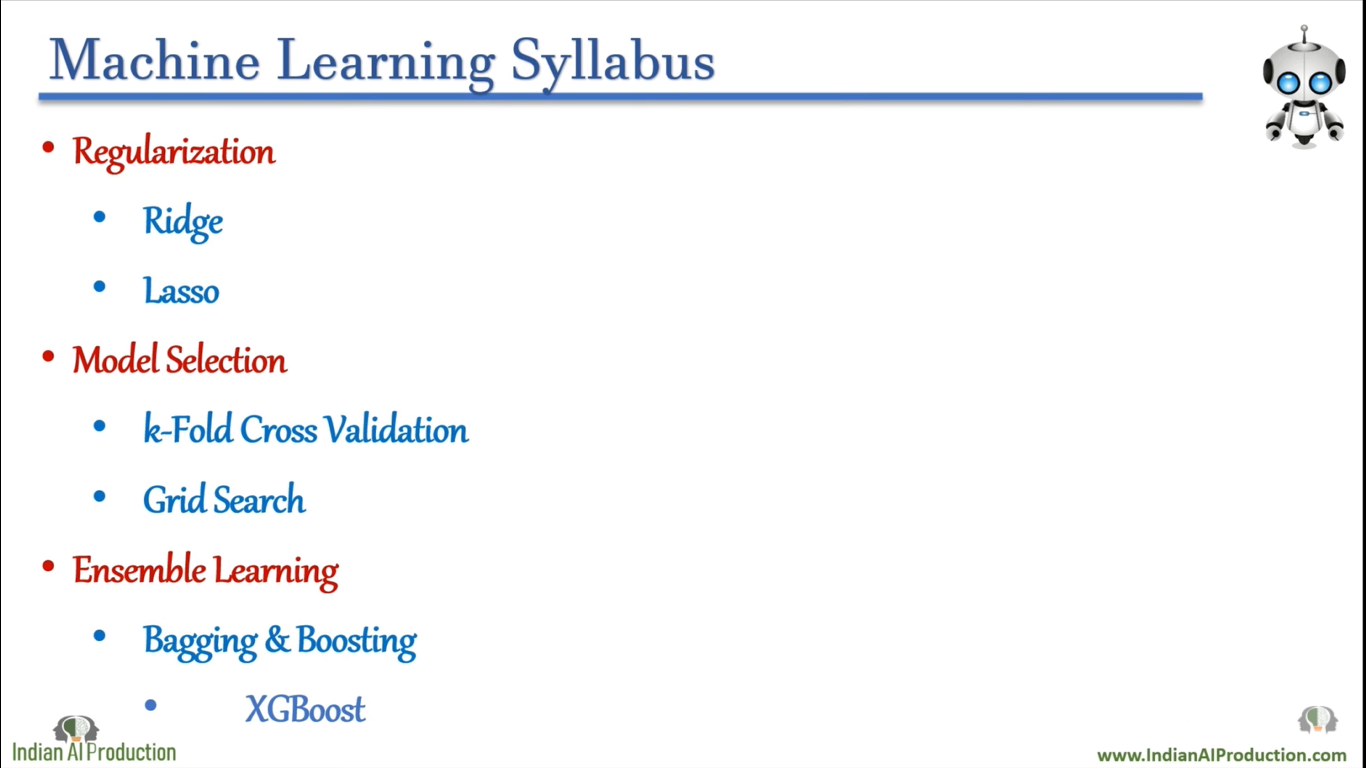 Machine Learning Syllabus
• Regularization
• Ridge
• Lasso
• Model Selection
• k-Fold Cross Validation
• Grid Search
• Ensemble Learning
• Bagging & Boosting
• XGBoost
Indian AI Production
www.IndianAIProduction.com